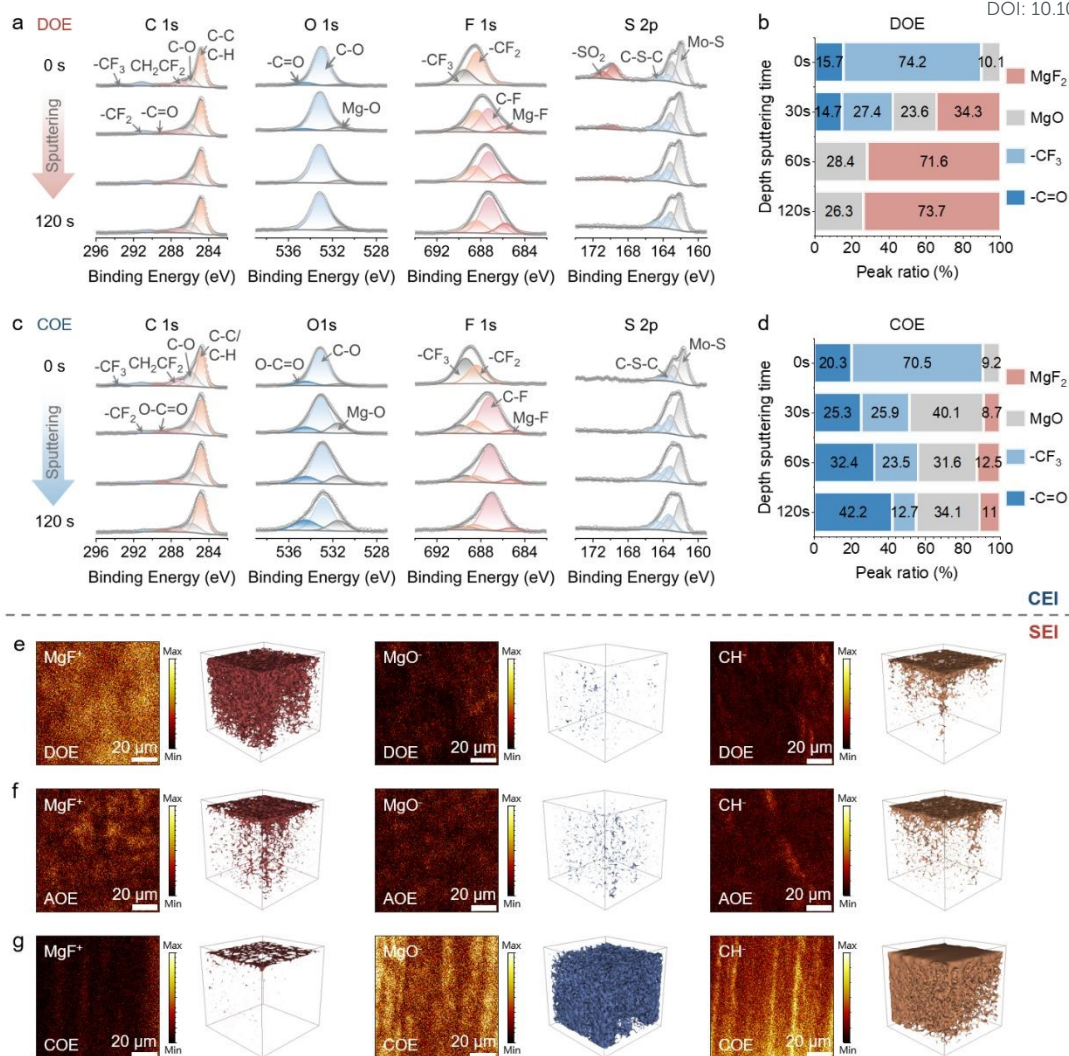 DOI: 10.10
a DOE
C 1s
O 1s
F 1s
S 2p
0 s
Sputtering
120 s
-CF₃
CH₂CF₂
C-O
C-C
C-H
-CF₂
-C=O
-C=O
C-O
Mg-O
-CF₃
-CF₂
C-F
Mg-F
-SO₂
C-S-C
Mo-S
296 292 288 284
536 532 528
692 688 684
172 168 164 160
Binding Energy (eV)
Binding Energy (eV)
Binding Energy (eV)
Binding Energy (eV)
b
DOE
Depth sputtering time
0s
15.7 74.2 10.1
30s
14.7 27.4 23.6 34.3
60s
28.4 71.6
120s
26.3 73.7
0 20 40 60 80 100
Peak ratio (%)
MgF₂
MgO
-CF₃
-C=O
c COE
C 1s
O1s
F 1s
S 2p
0 s
Sputtering
120 s
-CF₃
CH₂CF₂
C-O
C-C/
C-H
-CF₂
O-C=O
O-C=O
C-O
Mg-O
-CF₃
-CF₂
C-F
Mg-F
C-S-C
Mo-S
296 292 288 284
536 532 528
692 688 684
172 168 164 160
Binding Energy (eV)
Binding Energy (eV)
Binding Energy (eV)
Binding Energy (eV)
d
COE
Depth sputtering time
0s
20.3 70.5 9.2
30s
25.3 25.9 40.1 8.7
60s
32.4 23.5 31.6 12.5
120s
42.2 12.7 34.1 11
0 20 40 60 80 100
Peak ratio (%)
MgF₂
MgO
-CF₃
-C=O
CEI
SEI
e
MgF⁺
DOE
20 μm
Max
Min
MgO⁻
DOE
20 μm
Max
Min
CH⁻
DOE
20 μm
Max
Min
f
MgF⁺
AOE
20 μm
Max
Min
MgO⁻
AOE
20 μm
Max
Min
CH⁻
AOE
20 μm
Max
Min
g
MgF⁺
COE
20 μm
Max
Min
MgO⁻
COE
20 μm
Max
Min
CH⁻
COE
20 μm
Max
Min